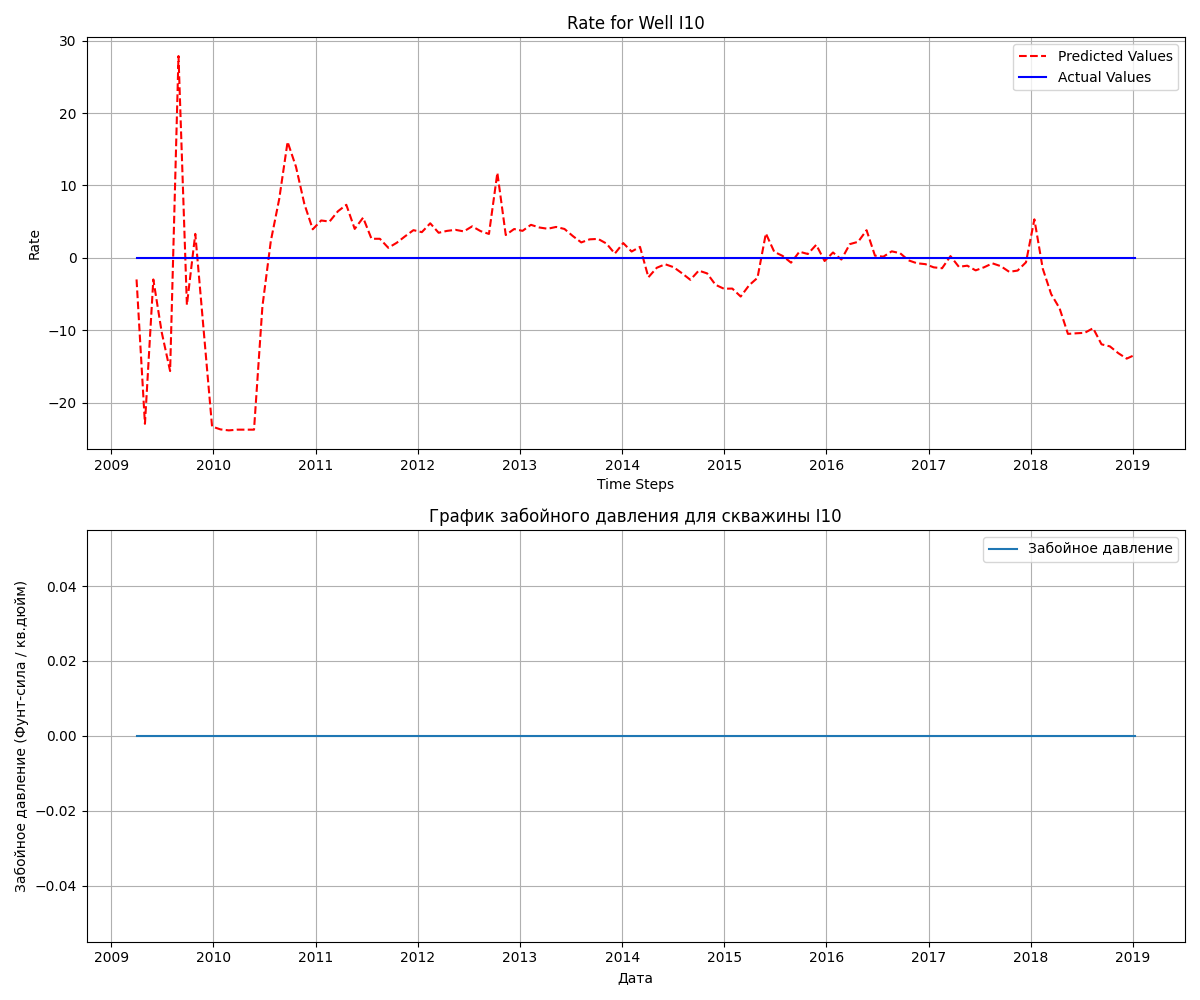 Rate for Well I10
30
20
10
0
−10
−20
Rate
Predicted Values
Actual Values
2009 2010 2011 2012 2013 2014 2015 2016 2017 2018 2019
Time Steps
График забойного давления для скважины I10
0.04
0.02
0.00
−0.02
−0.04
Забойное давление (Фунт-сила / кв.дюйм)
Забойное давление
2009 2010 2011 2012 2013 2014 2015 2016 2017 2018 2019
Дата